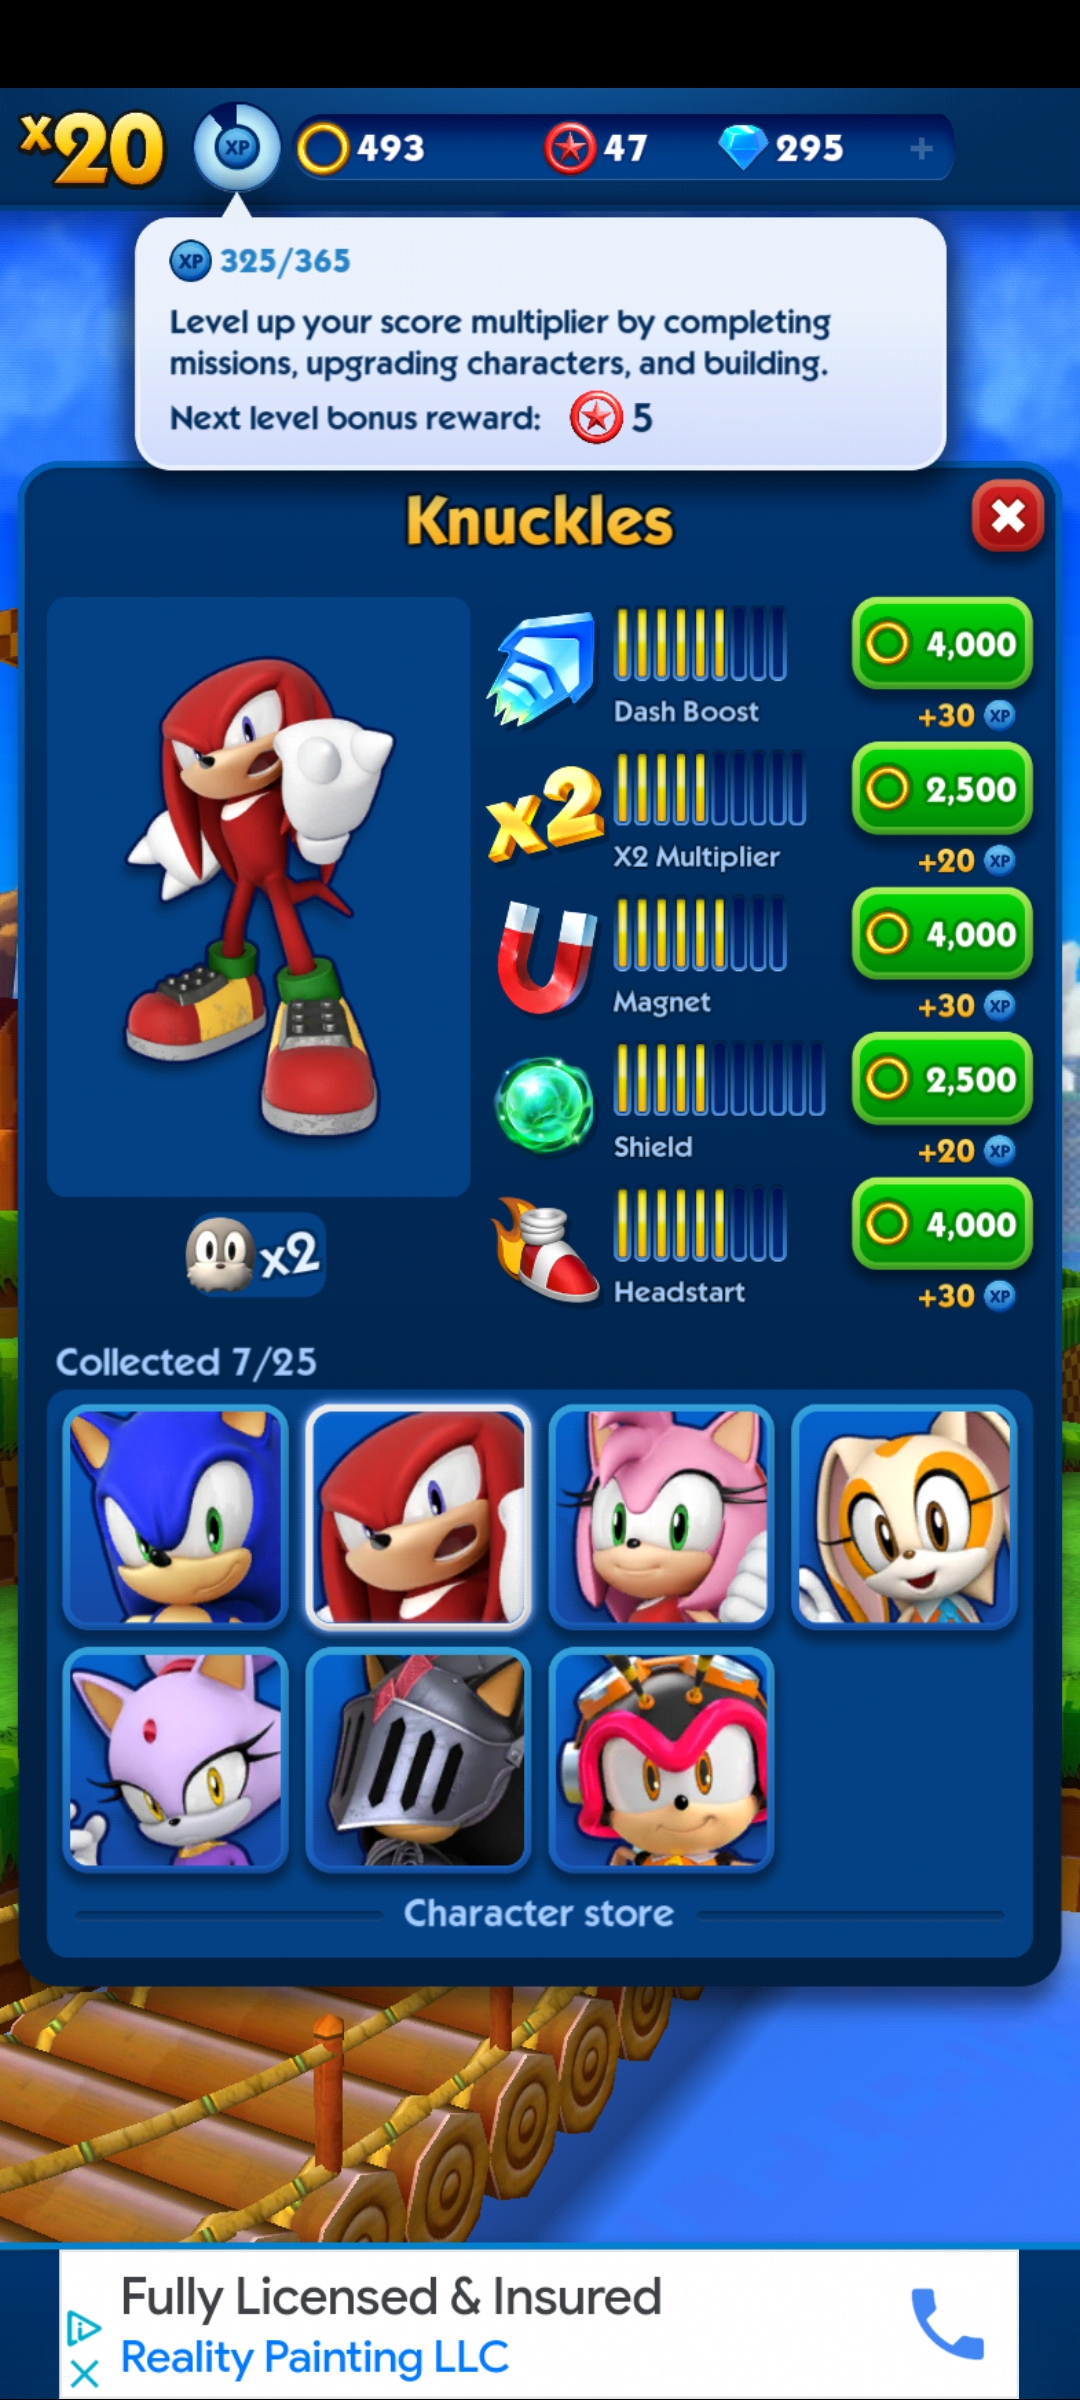 x20
XP
493
47
295
XP 325/365
Level up your score multiplier by completing
missions, upgrading characters, and building.
Next level bonus reward: 5
Knuckles
4,000
Dash Boost
+30 XP
x2
2,500
X2 Multiplier
+20 XP
4,000
Magnet
+30 XP
2,500
Shield
+20 XP
4,000
Headstart
+30 XP
x2
Collected 7/25
Character store
Fully Licensed & Insured
Reality Painting LLC